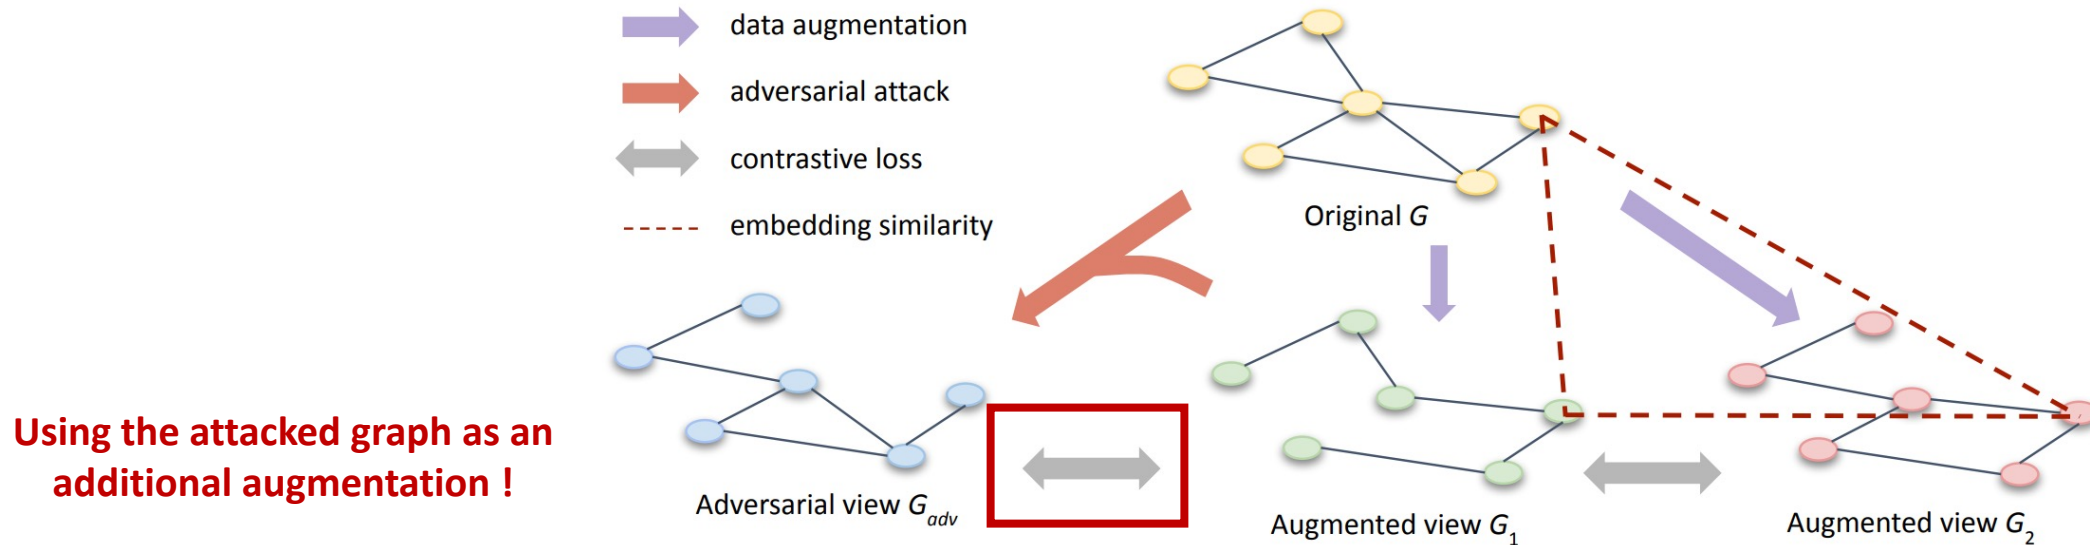 data augmentation
adversarial attack
contrastive loss
embedding similarity
Original G
Using the attacked graph as an
additional augmentation !
Adversarial view Gadv
Augmented view G1
Augmented view G2